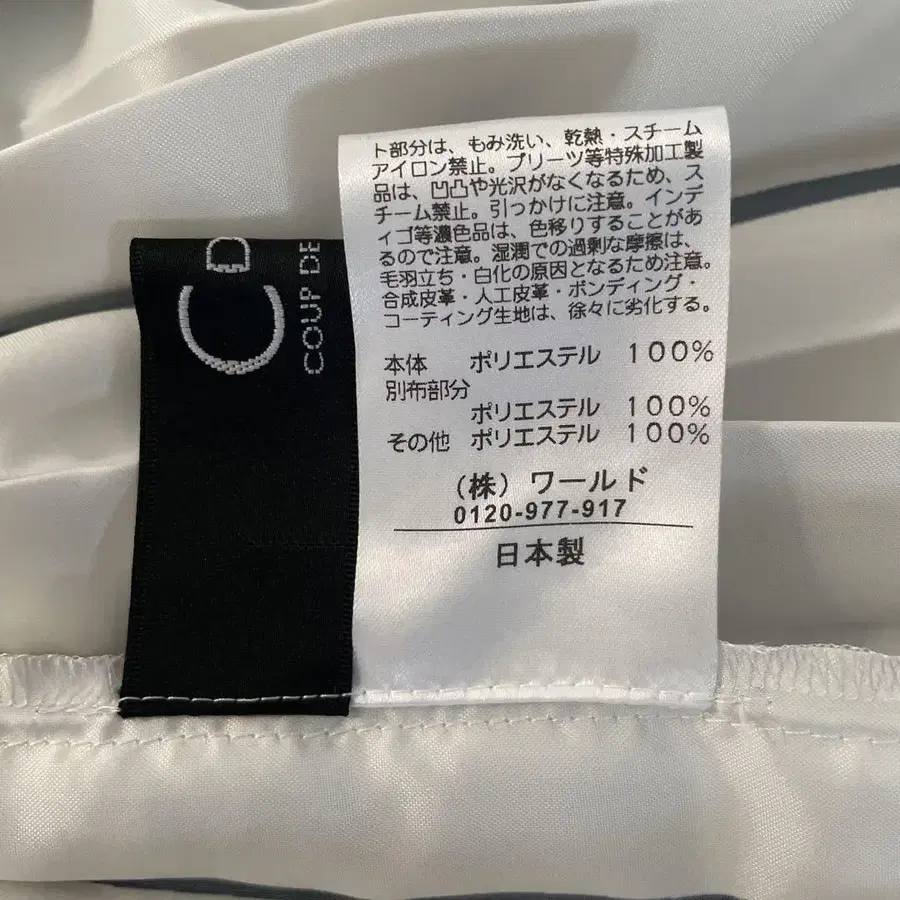 ト部分は、もみ洗い、乾熱・スチーム
アイロン禁止。プリーツ等特殊加工製
品は、凹凸や光沢がなくなるため、ス
チーム禁止。引っかけに注意。インデ
ィゴ等濃色品は、色移りすることがあ
るので注意。湿潤での過剰な摩擦は、
毛羽立ち・白化の原因となるため注意。
合成皮革・人工皮革・ボンディング・
コーティング生地は、徐々に劣化する。
本体 ポリエステル 100%
別布部分
ポリエステル 100%
その他 ポリエステル 100%
(株)ワールド
0120-977-917
日本製
CD
COUP DE